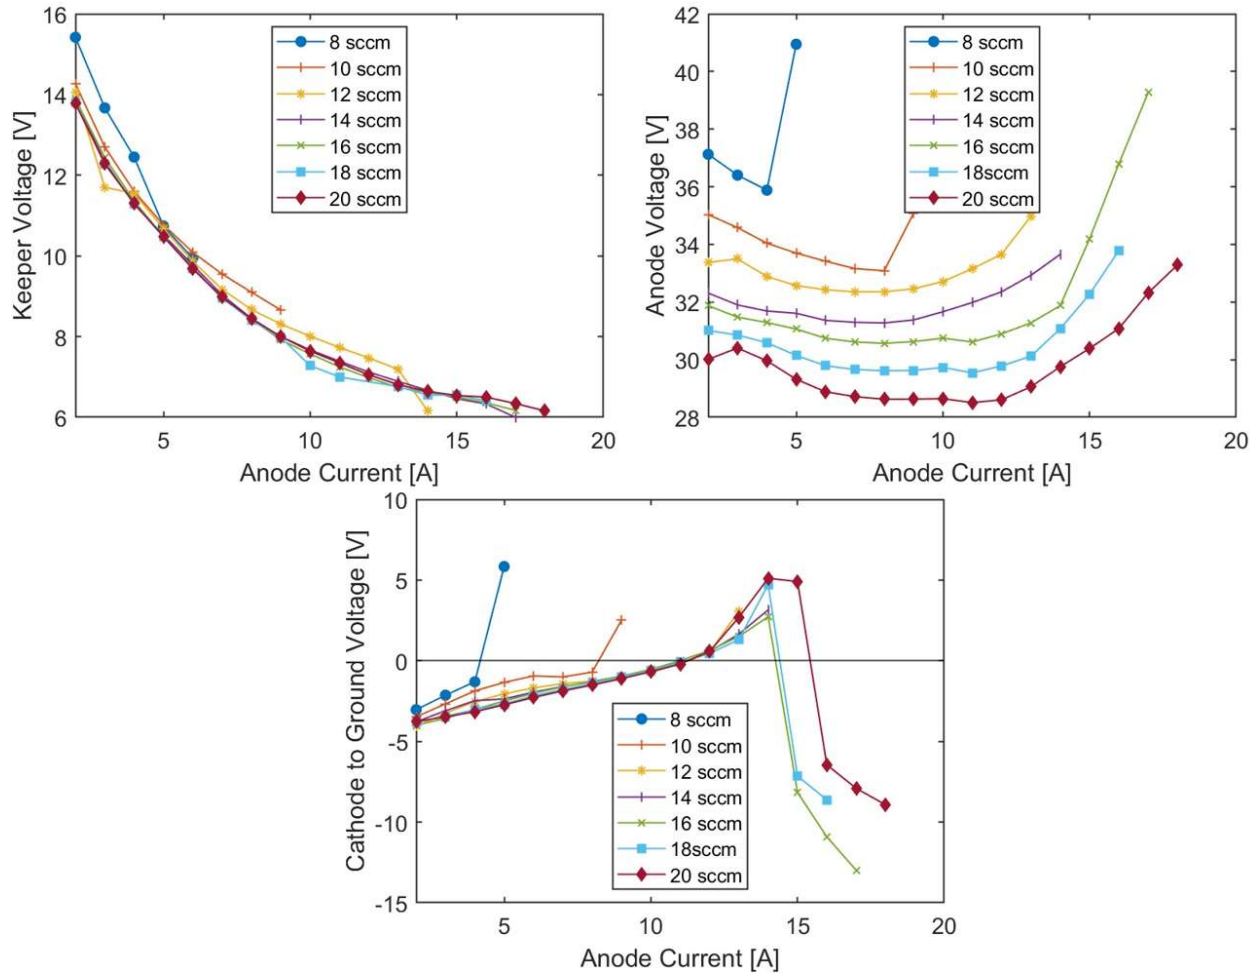 16
14
12
10
8
6
Keeper Voltage [V]
8 sccm
10 sccm
12 sccm
14 sccm
16 sccm
18 sccm
20 sccm
5
10
15
20
Anode Current [A]
42
40
38
36
34
32
30
28
Anode Voltage [V]
8 sccm
10 sccm
12 sccm
14 sccm
16 sccm
18sccm
20 sccm
5
10
15
20
Anode Current [A]
10
5
0
-5
-10
-15
Cathode to Ground Voltage [V]
8 sccm
10 sccm
12 sccm
14 sccm
16 sccm
18sccm
20 sccm
5
10
15
20
Anode Current [A]